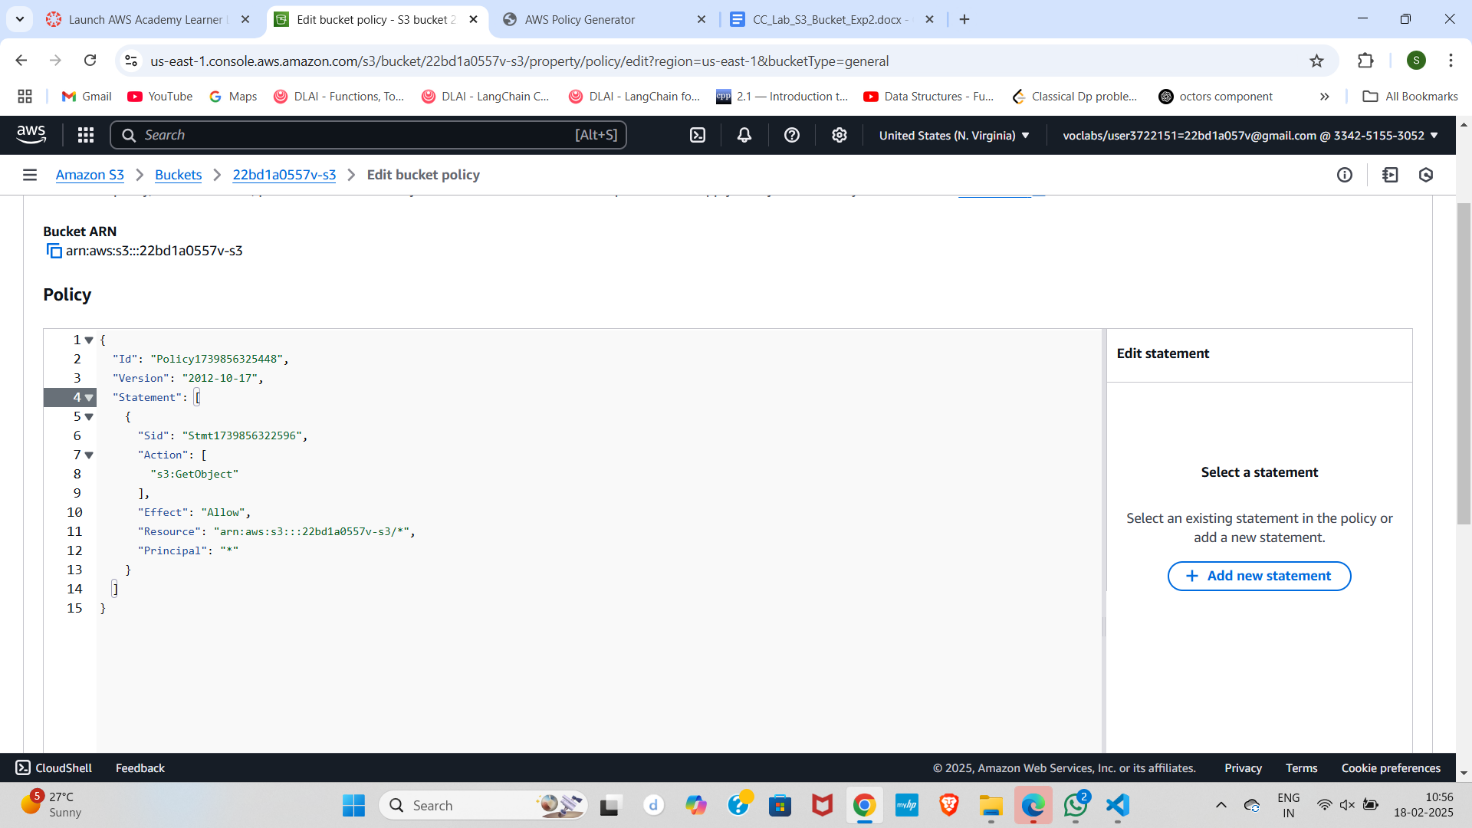 Launch AWS Academy Learner
Edit bucket policy - S3 bucket 2
AWS Policy Generator
CC_Lab_S3_Bucket_Exp2.docx -
us-east-1.console.aws.amazon.com/s3/bucket/22bd1a0557v-s3/property/policy/edit?region=us-east-1&bucketType=general
S
Gmail
YouTube
Maps
DLAI - Functions, To...
DLAI - LangChain C...
DLAI - LangChain fo...
cpp
2.1 — Introduction t...
Data Structures - Fu...
Classical Dp proble...
octors component
»
All Bookmarks
aws
Search
[Alt+S]
United States (N. Virginia) ▼
voclabs/user3722151=22bd1a057v@gmail.com @ 3342-5155-3052 ▼
Amazon S3
Buckets
22bd1a0557v-s3
Edit bucket policy
Bucket ARN
arn:aws:s3:::22bd1a0557v-s3
Policy
1 {
2 "Id": "Policy1739856325448",
3 "Version": "2012-10-17",
4 "Statement": [
5 {
6 "Sid": "Stmt1739856322596",
7 "Action": [
8 "s3:GetObject"
9 ],
10 "Effect": "Allow",
11 "Resource": "arn:aws:s3:::22bd1a0557v-s3/*",
12 "Principal": "*"
13 }
14 ]
15 }
Edit statement
Select a statement
Select an existing statement in the policy or
add a new statement.
+ Add new statement
CloudShell
Feedback
© 2025, Amazon Web Services, Inc. or its affiliates.
Privacy
Terms
Cookie preferences
5
27°C
Sunny
Search
d
myhp
2
ENG
IN
10:56
18-02-2025